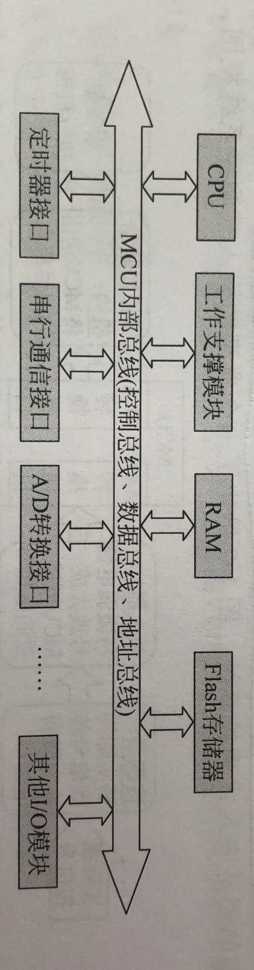 CPU
工作支撑模块
RAM
Flash存储器
MCU内部总线(控制总线、数据总线、地址总线)
定时器接口
串行通信接口
A/D转换接口
……
其他I/O模块